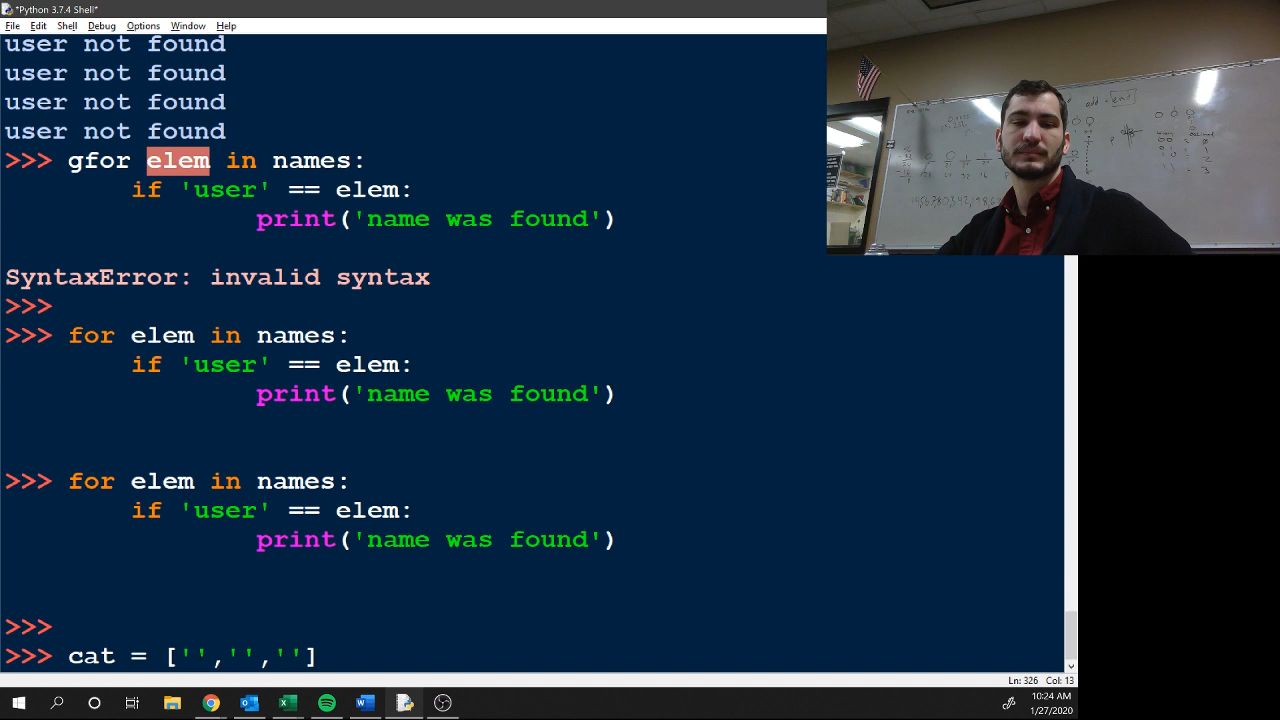 *Python 3.7.4 Shell*
File Edit Shell Debug Options Window Help
user not found
user not found
user not found
user not found
>>> gfor elem in names:
        if 'user' == elem:
                print('name was found')
SyntaxError: invalid syntax
>>>
>>> for elem in names:
        if 'user' == elem:
                print('name was found')
>>> for elem in names:
        if 'user' == elem:
                print('name was found')
>>>
>>> cat = ['','','']
Ln: 326 Col: 13
10:24 AM
1/27/2020
add